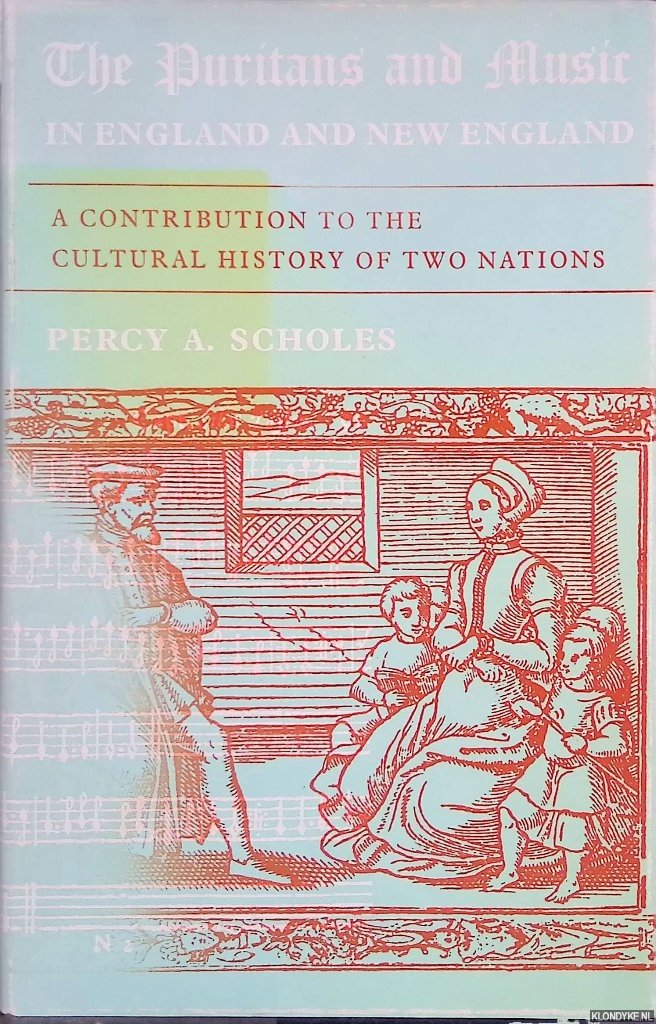 The Puritans and Music
IN ENGLAND AND NEW ENGLAND
A CONTRIBUTION TO THE
CULTURAL HISTORY OF TWO NATIONS
PERCY A. SCHOLES
N 2
KLONDYKE.NL